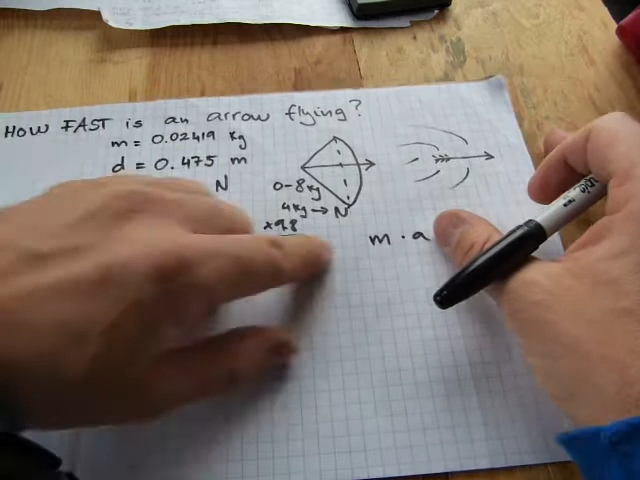 HOW FAST is an arrow flying?
m = 0.02419 kg
d = 0.475 m
N
0-8kg
4kg → N
x9.8
m · a